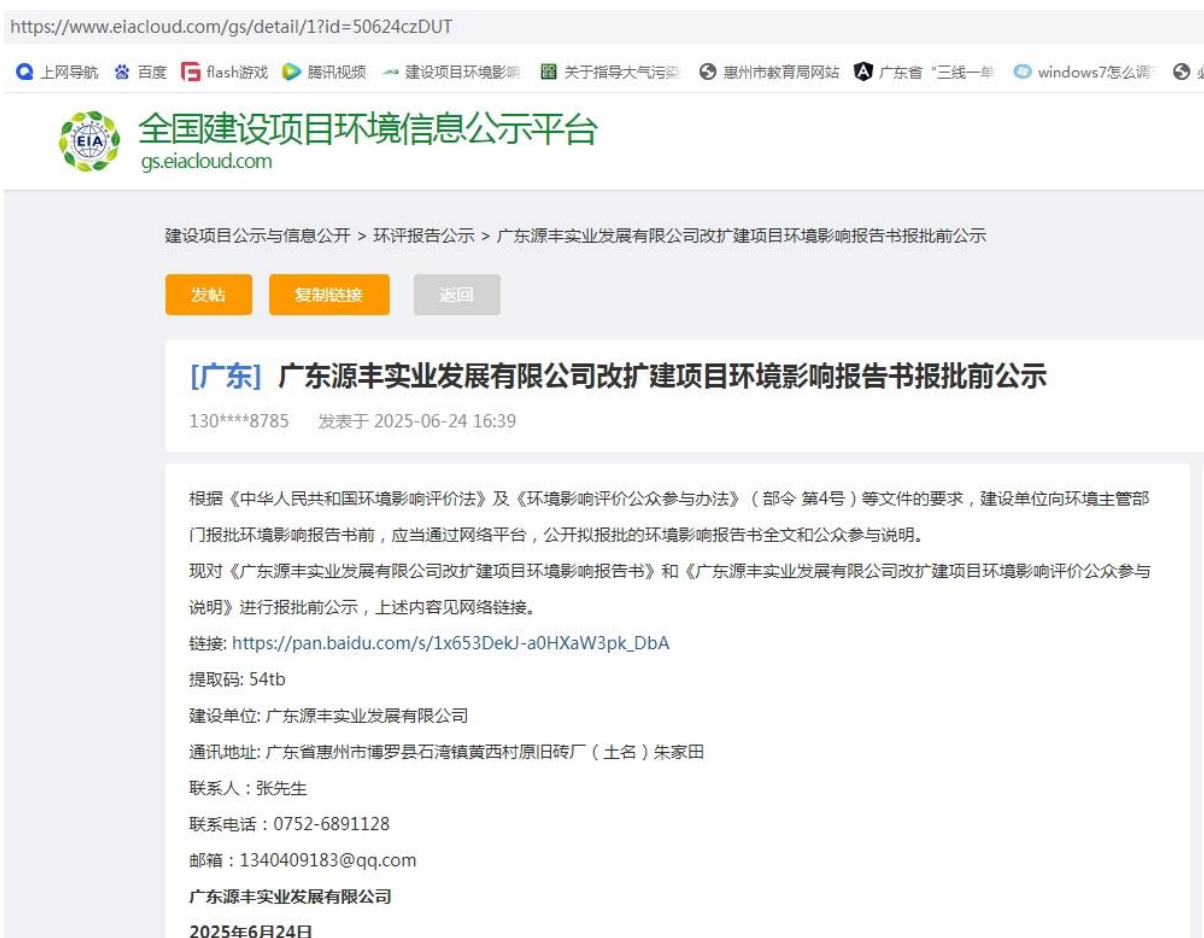 https://www.eiacloud.com/gs/detail/1?id=50624czDUT
上网导航 百度 flash游戏 腾讯视频 建设项目环境影响 关于指导大气污染 惠州市教育局网站 广东省“三线一单 windows7怎么调
EIA
全国建设项目环境信息公示平台
gs.eiacloud.com
建设项目公示与信息公开 > 环评报告公示 > 广东源丰实业发展有限公司改扩建项目环境影响报告书报批前公示
发帖 复制链接 返回
[广东] 广东源丰实业发展有限公司改扩建项目环境影响报告书报批前公示
130****8785 发表于 2025-06-24 16:39
根据《中华人民共和国环境影响评价法》及《环境影响评价公众参与办法》（部令 第4号）等文件的要求，建设单位向环境主管部
门报批环境影响报告书前，应当通过网络平台，公开拟报批的环境影响报告书全文和公众参与说明。
现对《广东源丰实业发展有限公司改扩建项目环境影响报告书》和《广东源丰实业发展有限公司改扩建项目环境影响评价公众参与
说明》进行报批前公示，上述内容见网络链接。
链接: https://pan.baidu.com/s/1x653DekJ-a0HXaW3pk_DbA
提取码: 54tb
建设单位: 广东源丰实业发展有限公司
通讯地址: 广东省惠州市博罗县石湾镇黄西村原旧砖厂（土名）朱家田
联系人：张先生
联系电话：0752-6891128
邮箱：1340409183@qq.com
广东源丰实业发展有限公司
2025年6月24日